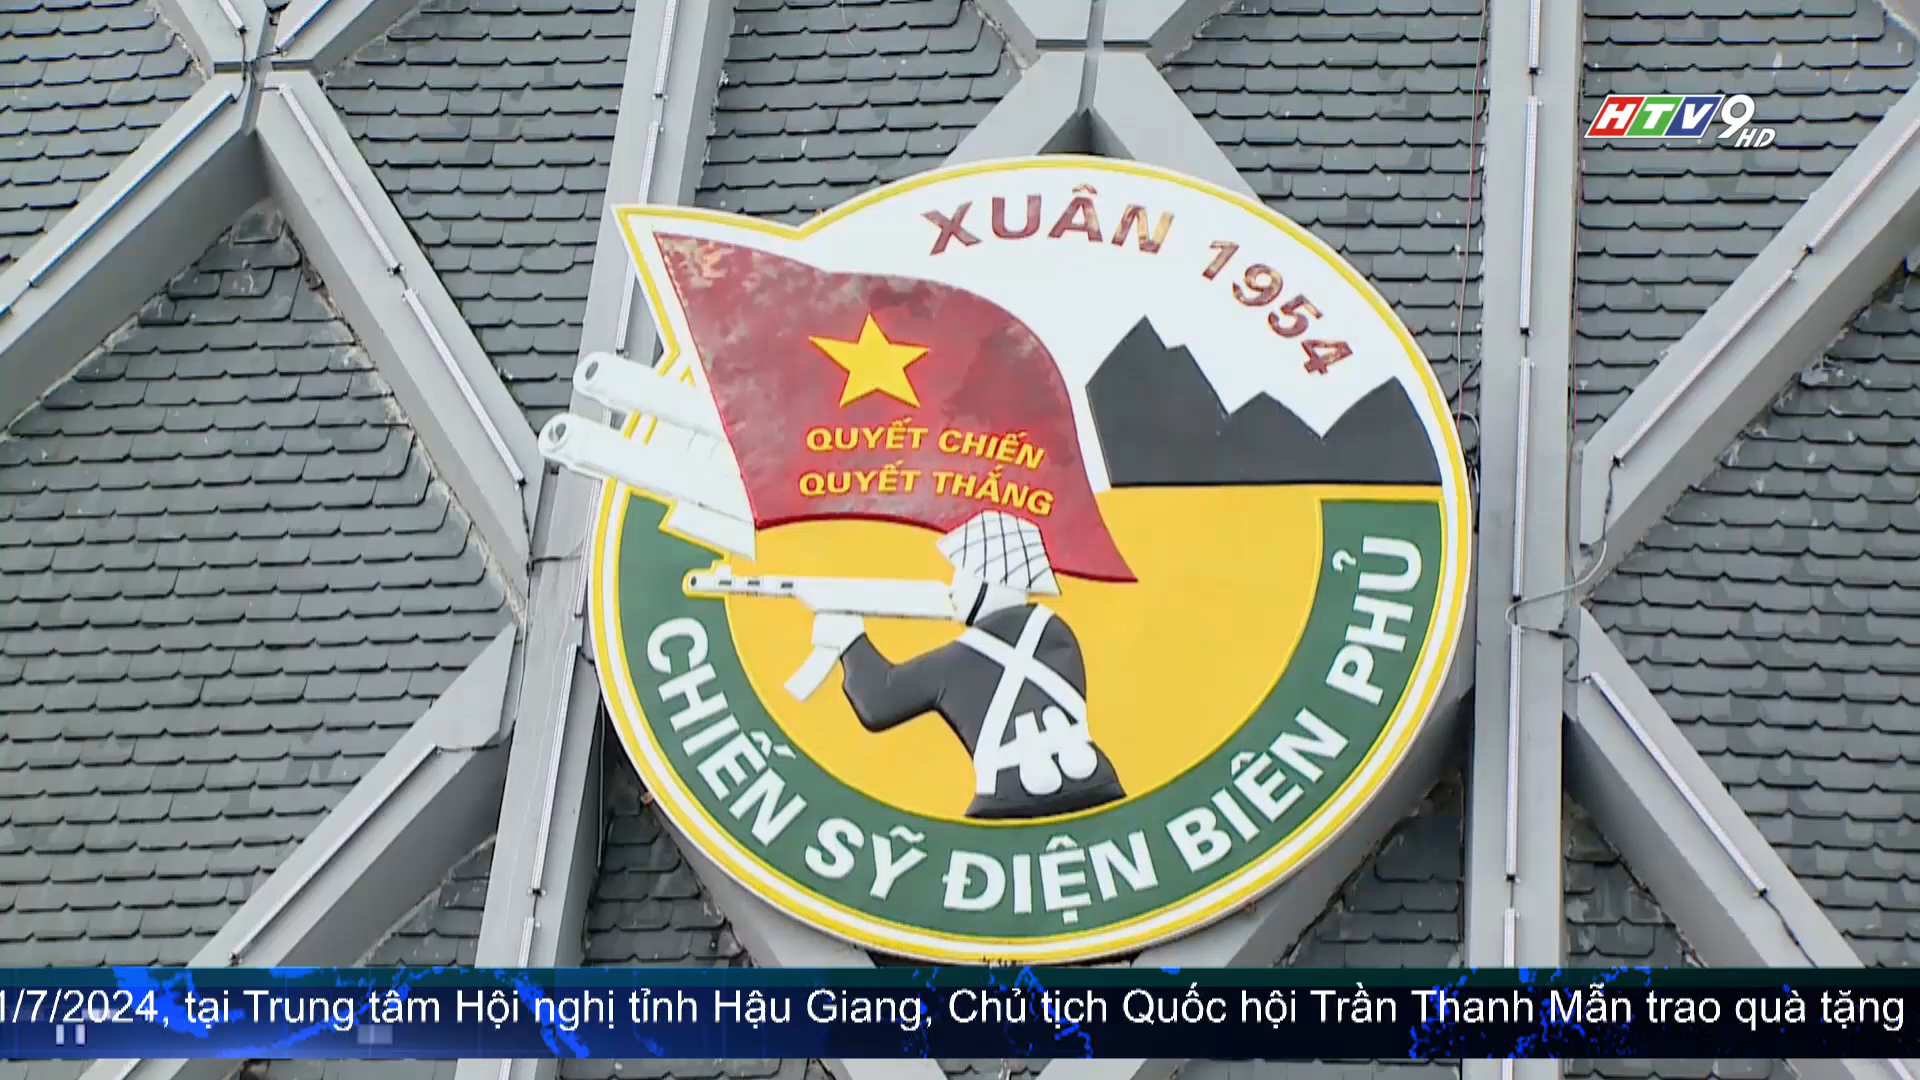 HTV9
HD
XUÂN 1954
QUYẾT CHIẾN
QUYẾT THẮNG
CHIẾN SỸ ĐIỆN BIÊN PHỦ
1/7/2024, tại Trung tâm Hội nghị tỉnh Hậu Giang, Chủ tịch Quốc hội Trần Thanh Mẫn trao quà tặng